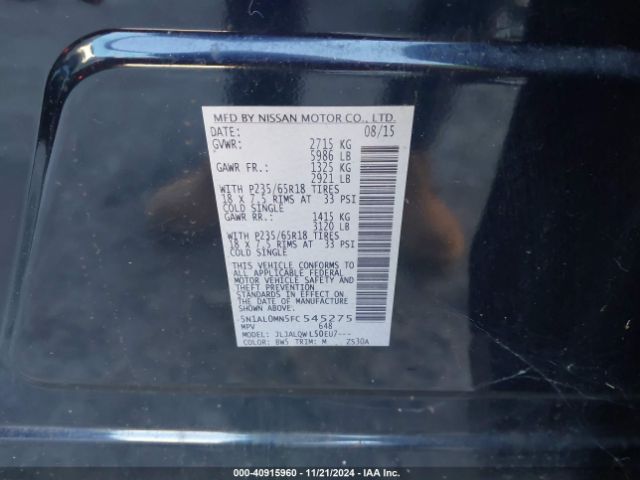 MFD BY NISSAN MOTOR CO., LTD.
DATE: 08/15
GVWR: 2715 KG
5986 LB
GAWR FR.: 1325 KG
2921 LB
WITH P235/65R18 TIRES
18 X 7.5 RIMS AT 33 PSI
COLD SINGLE
GAWR RR.: 1415 KG
3120 LB
WITH P235/65R18 TIRES
18 X 7.5 RIMS AT 33 PSI
COLD SINGLE
THIS VEHICLE CONFORMS TO
ALL APPLICABLE FEDERAL
MOTOR VEHICLE SAFETY
AND THEFT PREVENTION
STANDARDS IN EFFECT ON
THE DATE OF MANUFACTURE
SHOWN ABOVE.
5N1AL0MN5FC545275
MPV 648
MODEL: JLJALQWL50EU7---
COLOR: BW5 TRIM: M ZS30A
000-40915960 - 11/21/2024 - IAA Inc.